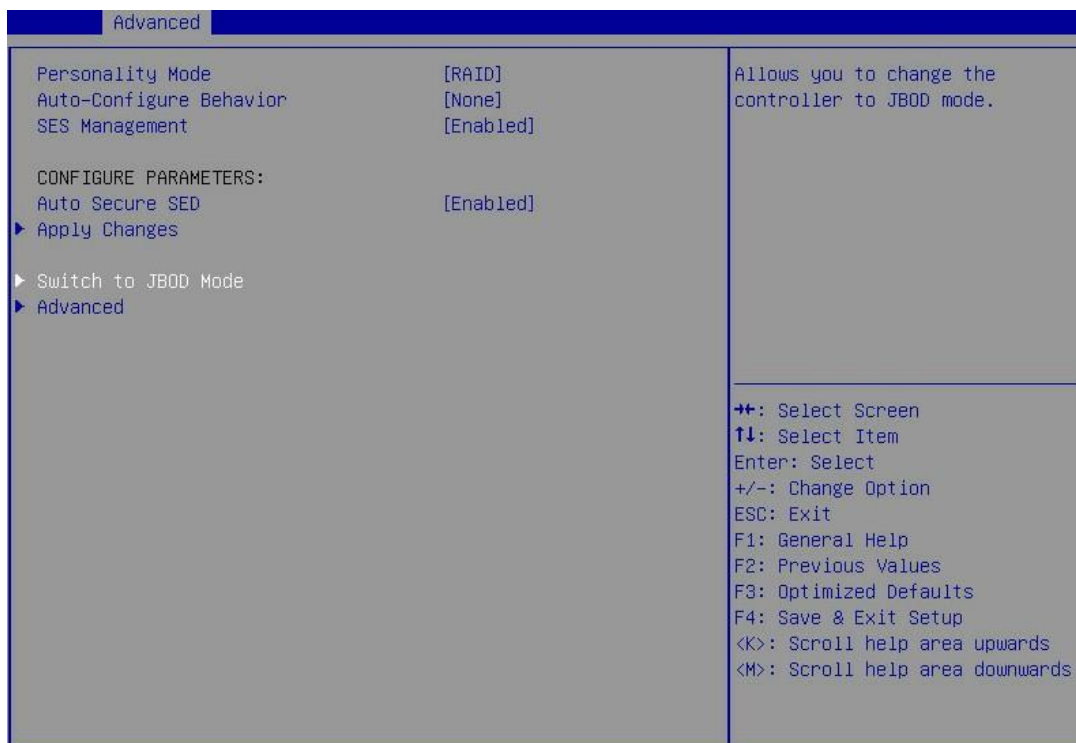 Advanced
Personality Mode [RAID]
Auto-Configure Behavior [None]
SES Management [Enabled]
CONFIGURE PARAMETERS:
Auto Secure SED [Enabled]
▶ Apply Changes
▶ Switch to JBOD Mode
▶ Advanced
Allows you to change the
controller to JBOD mode.
→←: Select Screen
↑↓: Select Item
Enter: Select
+/-: Change Option
ESC: Exit
F1: General Help
F2: Previous Values
F3: Optimized Defaults
F4: Save & Exit Setup
<K>: Scroll help area upwards
<M>: Scroll help area downwards